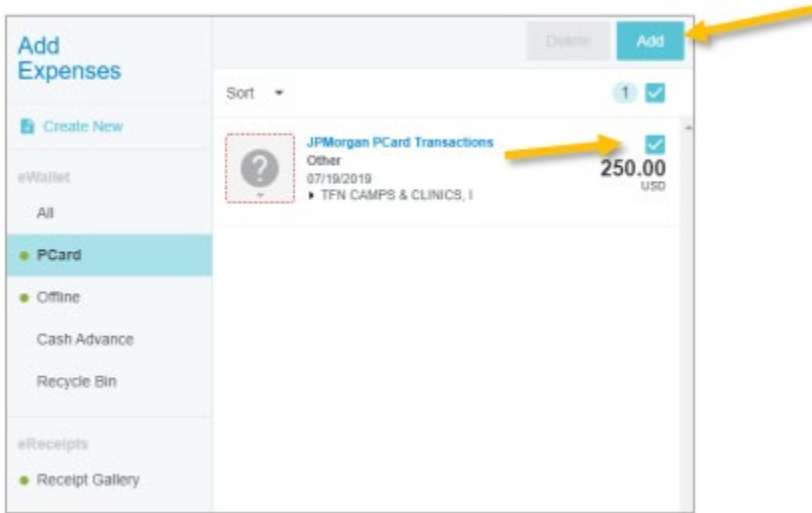 Add
Expenses
Delete
Add
Sort
1
Create New
JPMorgan PCard Transactions
Other
07/19/2019
TFN CAMPS & CLINICS, I
250.00
USD
eWallet
All
PCard
Offline
Cash Advance
Recycle Bin
eReceipts
Receipt Gallery